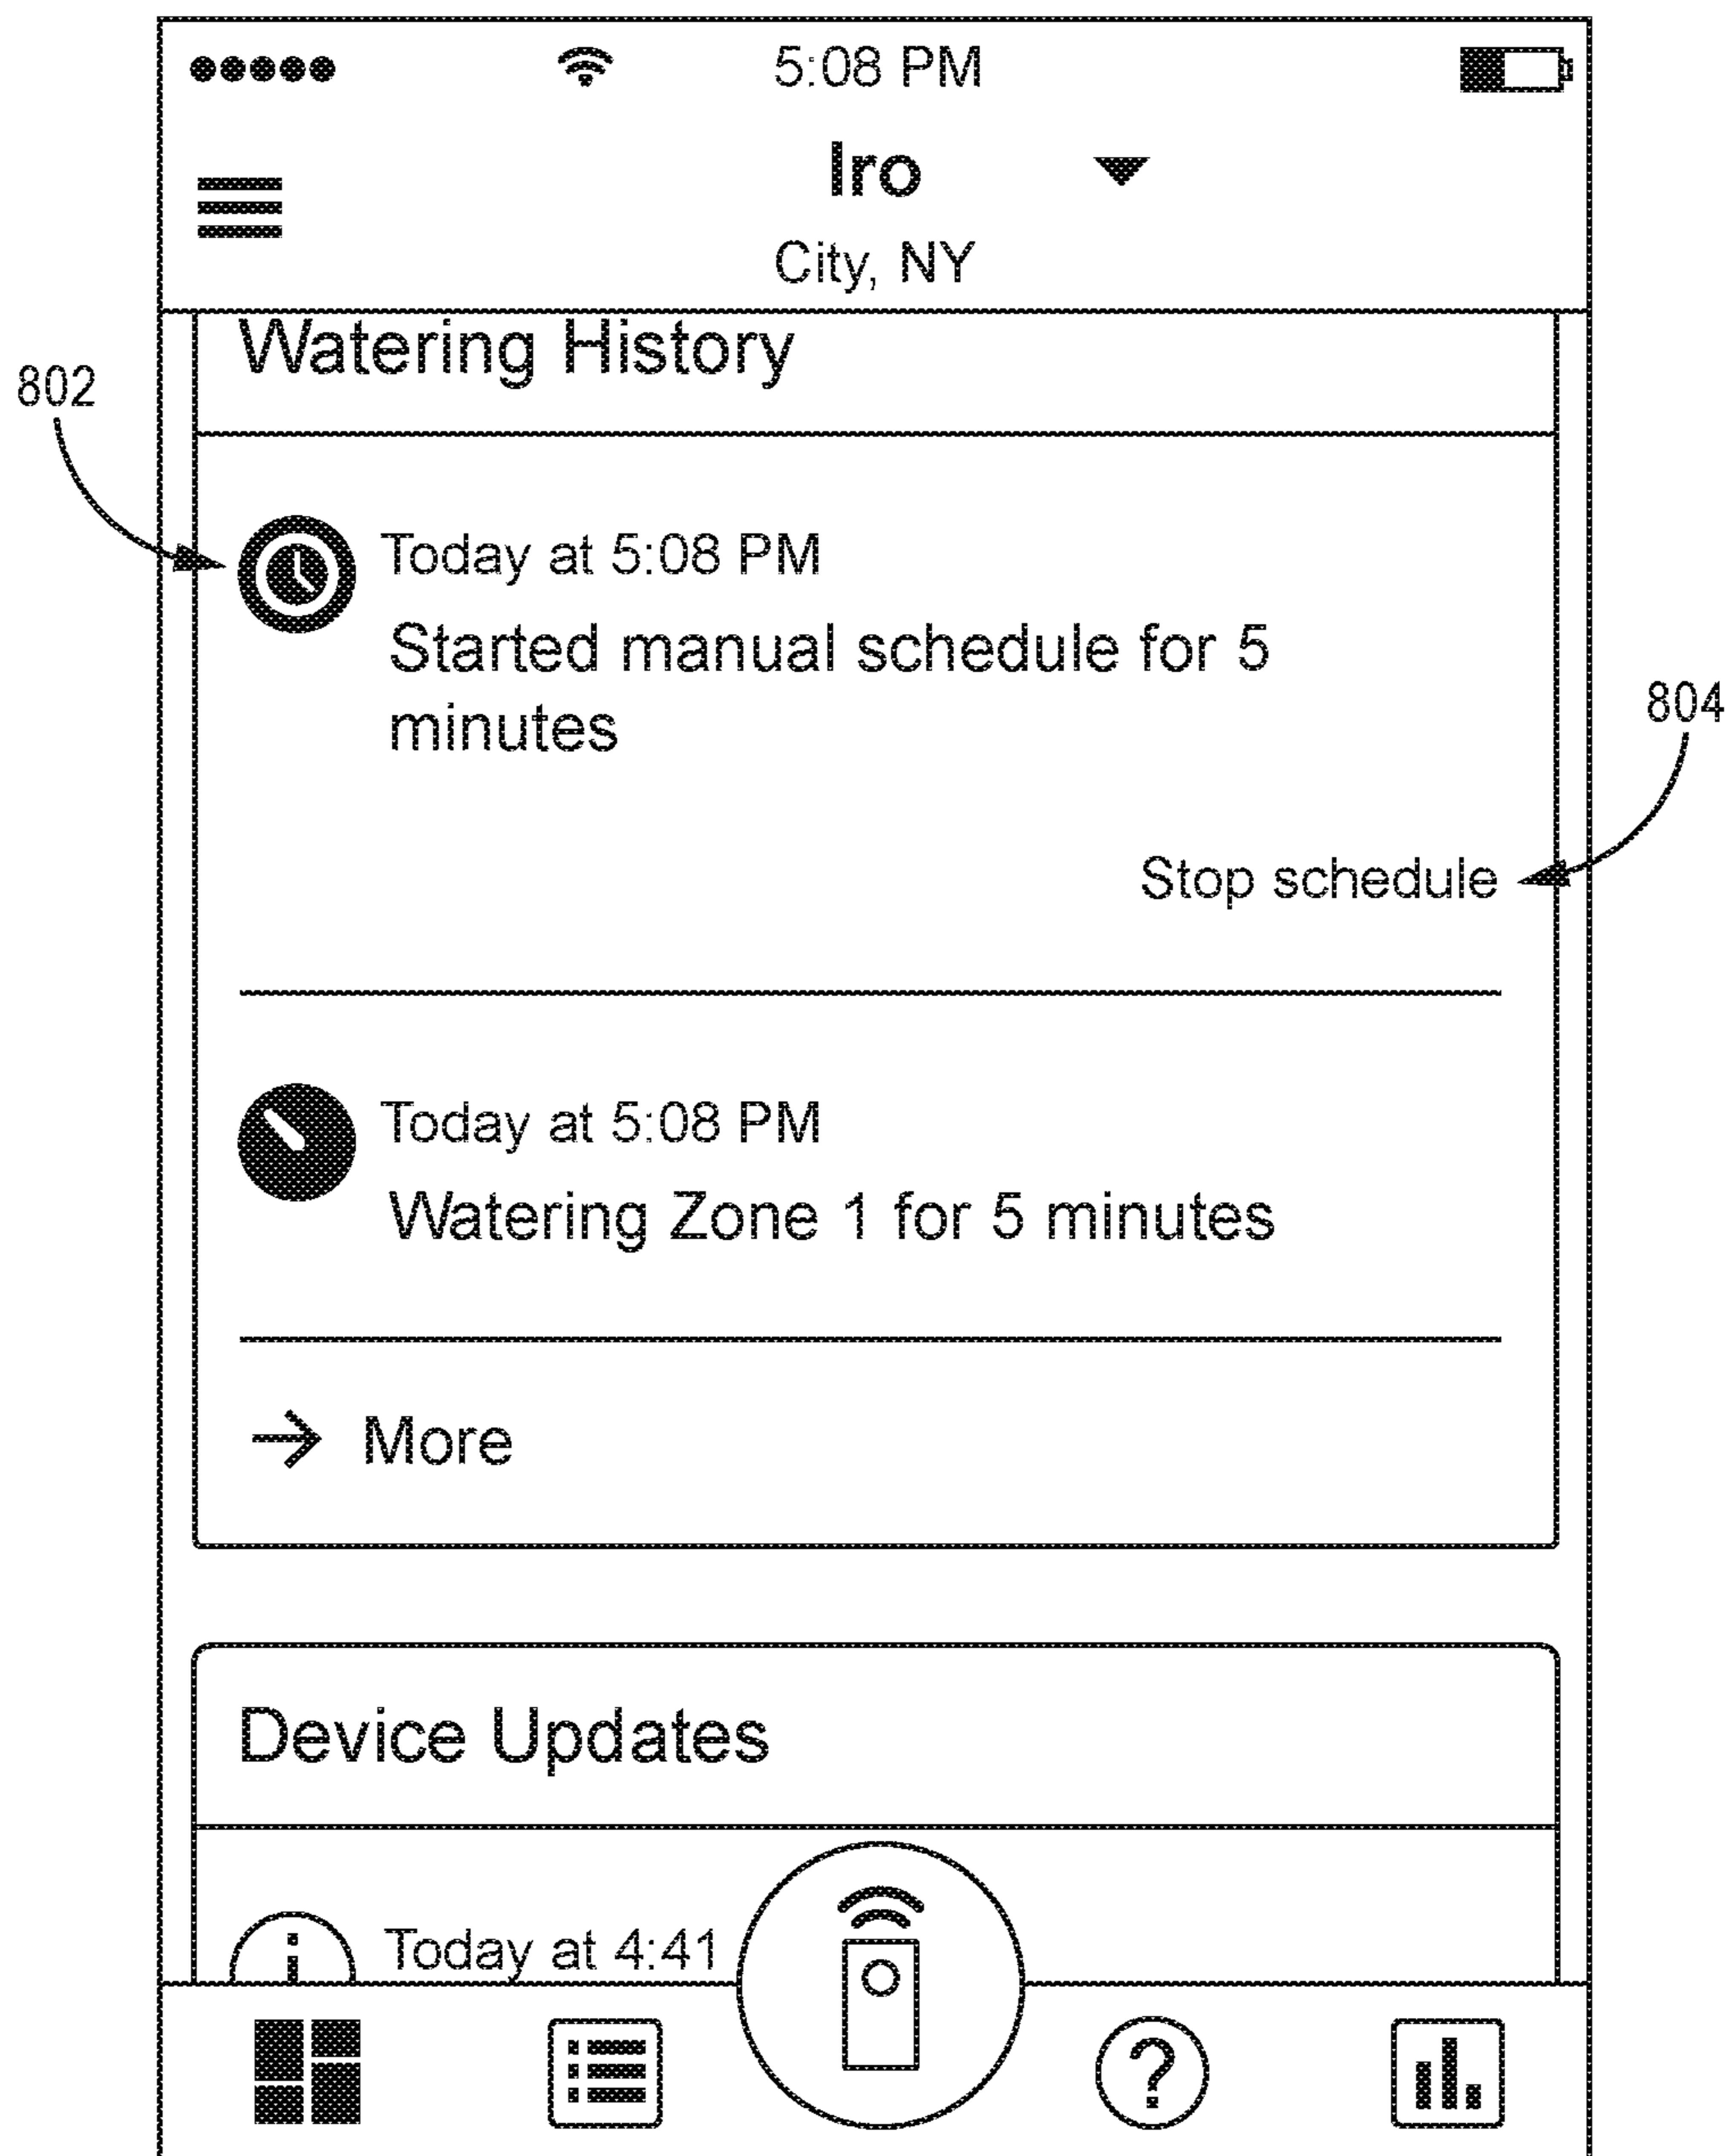 5:08 PM
Iro
City, NY
Watering History
802
Today at 5:08 PM
Started manual schedule for 5
minutes
804
Stop schedule
Today at 5:08 PM
Watering Zone 1 for 5 minutes
→ More
Device Updates
i Today at 4:41
?